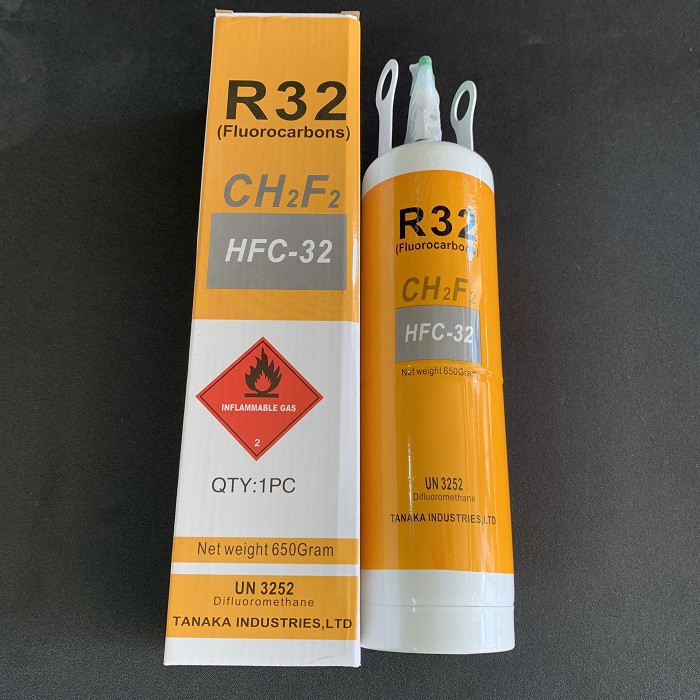 R32
(Fluorocarbons)
CH₂F₂
HFC-32
INFLAMMABLE GAS
2
QTY:1PC
Net weight 650Gram
UN 3252
Difluoromethane
TANAKA INDUSTRIES,LTD
R32
(Fluorocarbons)
CH₂F₂
HFC-32
Net weight 650Gram
UN 3252
Difluoromethane
TANAKA INDUSTRIES,LTD